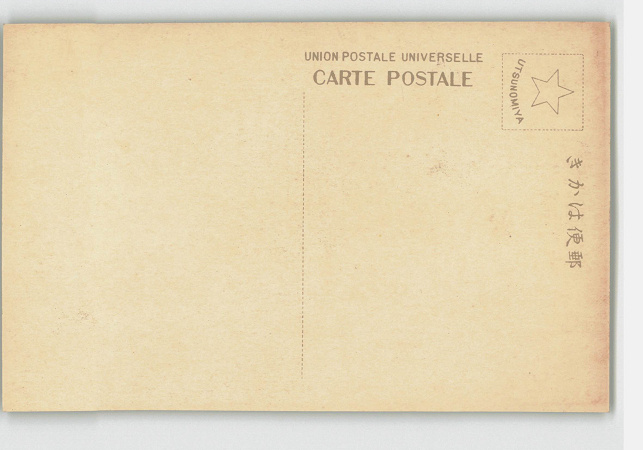 UNION POSTALE UNIVERSELLE
CARTE POSTALE
UTSUNOMIYA
郵便はかき